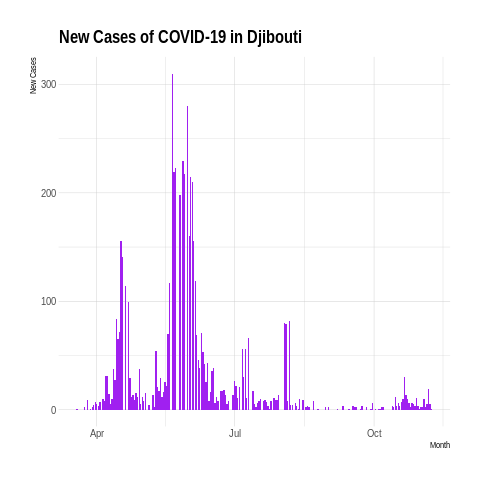 New Cases of COVID-19 in Djibouti
New Cases
300
200
100
0
Apr
Jul
Oct
Month